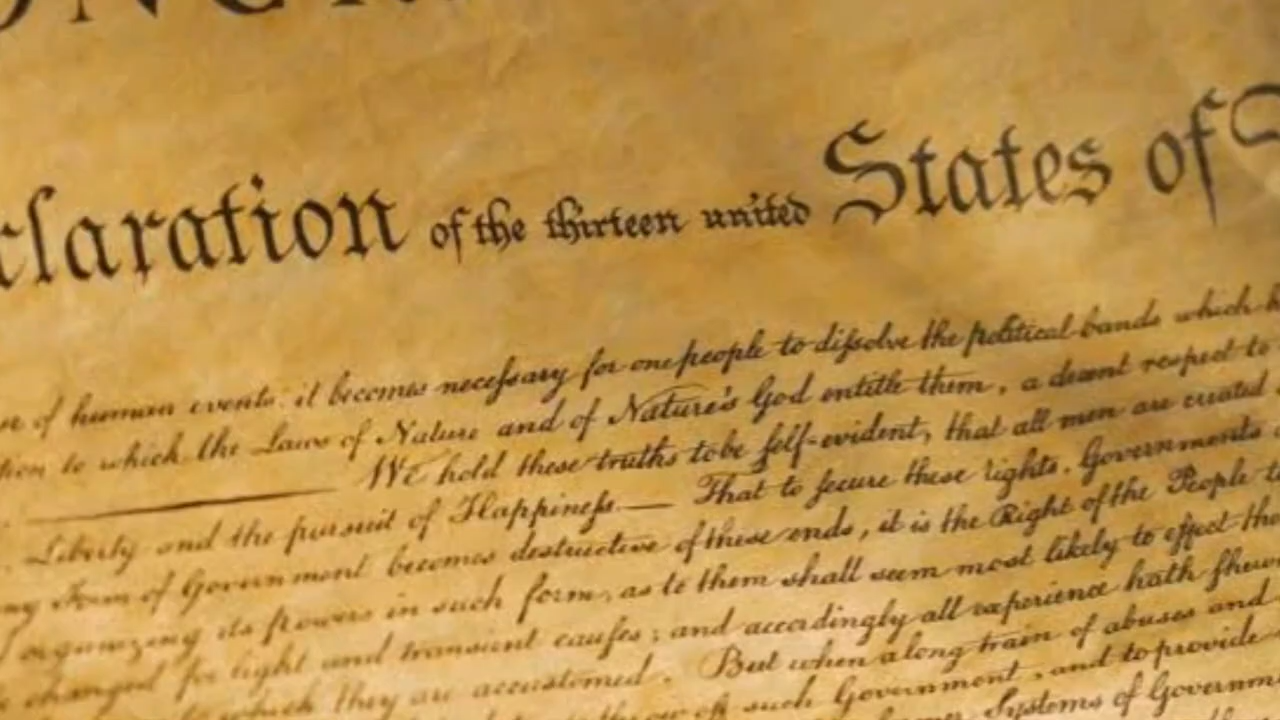 claration of the thirteen united States of
of human events, it becomes neceſsary for one people to diſsolve the political bands which
to which the Laws of Nature and of Nature's God entitle them, a decent respect to
We hold these truths to be ſelf-evident, that all men are created
Liberty and the pursuit of Happineſs.— That to ſecure these rights, Governments
Form of Government becomes destructive of these ends, it is the Right of the People to
organizing its powers in such form, as to them shall seem most likely to effect the
changed for light and transient cauſes; and accordingly all experience hath ſhewn
to which they are accustomed. But when a long train of abuses and
off such Government, and to provide
Systems of Government